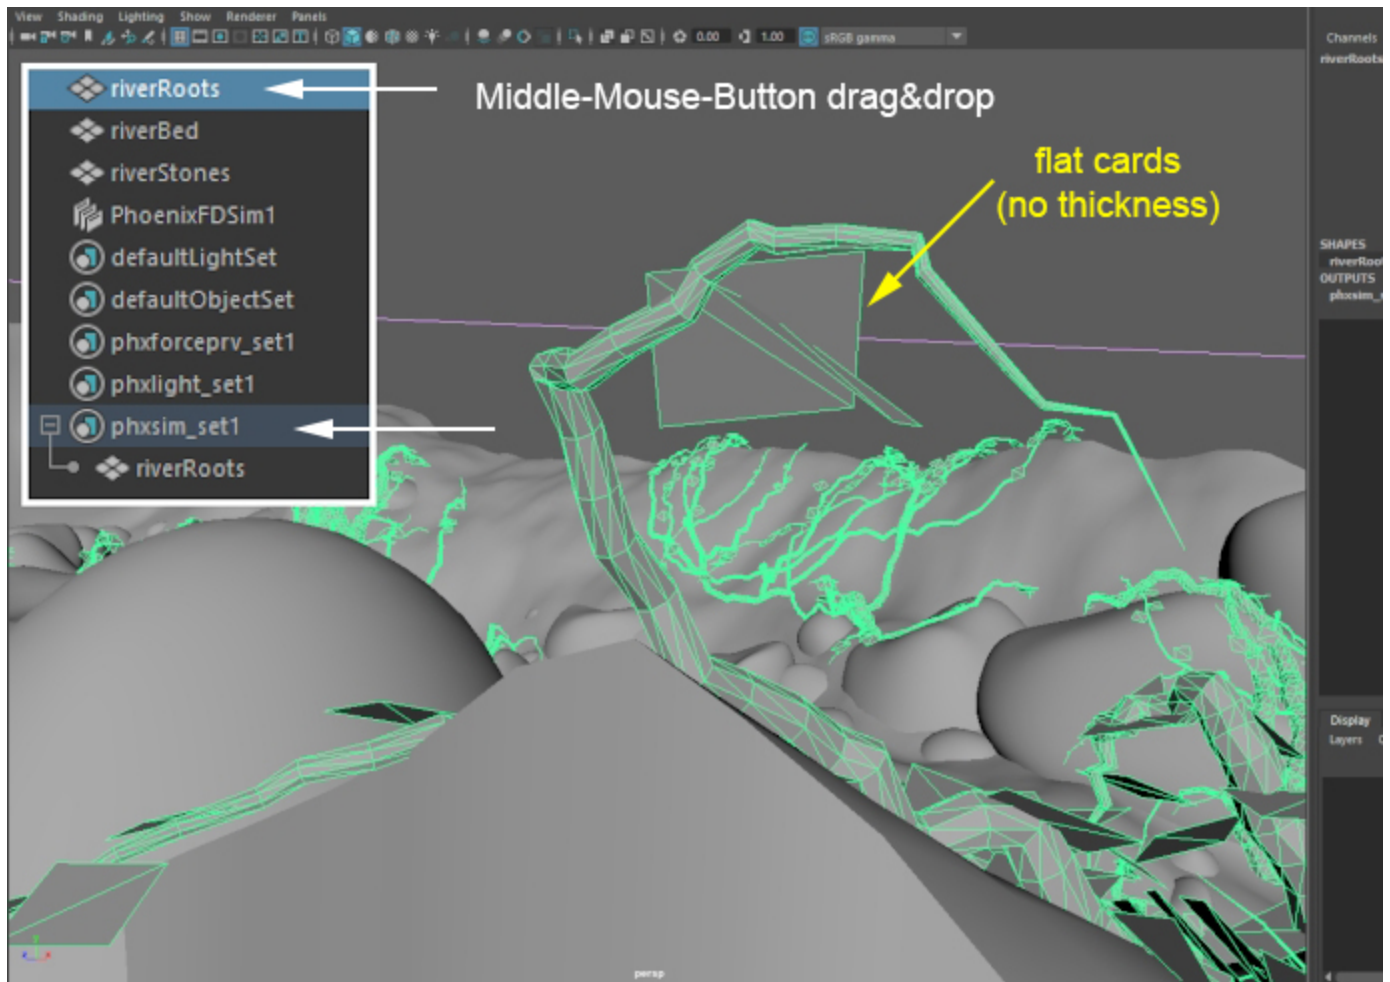 View Shading Lighting Show Renderer Panels
0.00 1.00 sRGB gamma
Channels
riverRoots
riverRoots
riverBed
riverStones
PhoenixFDSim1
defaultLightSet
defaultObjectSet
phxforceprv_set1
phxlight_set1
phxsim_set1
riverRoots
Middle-Mouse-Button drag&drop
flat cards
(no thickness)
SHAPES
riverRoo
OUTPUTS
phxsim_
Display
Layers
persp